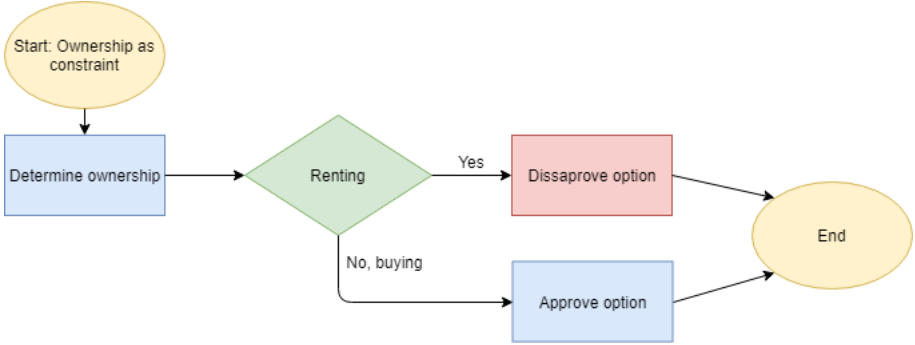 Start: Ownership as
constraint
Determine ownership
Renting
Yes
Dissaprove option
No, buying
Approve option
End